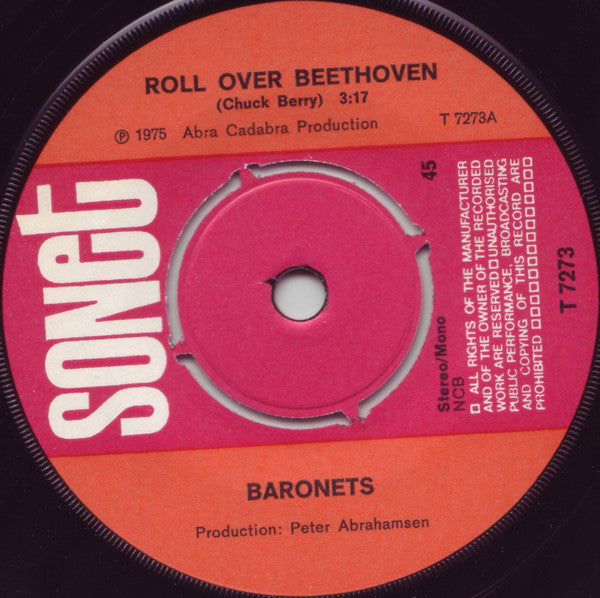 ROLL OVER BEETHOVEN
(Chuck Berry) 3:17
℗ 1975 Abra Cadabra Production
T 7273A
sonet
45
Stereo/Mono
NCB
□ ALL RIGHTS OF THE MANUFACTURER
AND OF THE OWNER OF THE RECORDED
WORK ARE RESERVED □ UNAUTHORISED
PUBLIC PERFORMANCE, BROADCASTING
AND COPYING OF THIS RECORD ARE
PROHIBITED □□□□□□□□□□□□□
T 7273
BARONETS
Production: Peter Abrahamsen